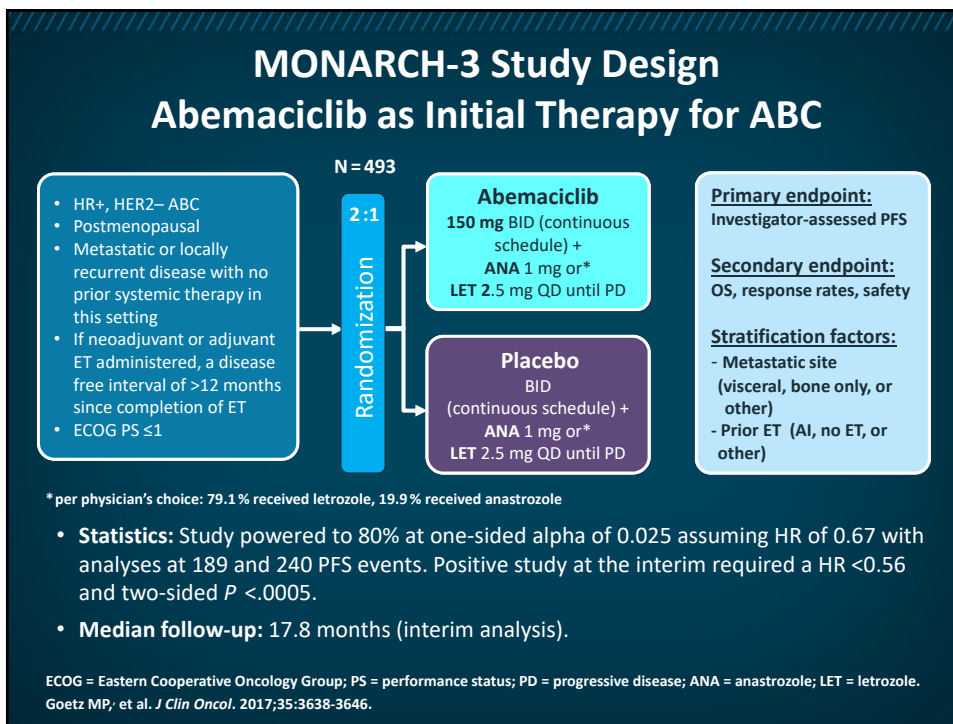 MONARCH-3 Study Design
Abemaciclib as Initial Therapy for ABC
N = 493
• HR+, HER2– ABC
• Postmenopausal
• Metastatic or locally
recurrent disease with no
prior systemic therapy in
this setting
• If neoadjuvant or adjuvant
ET administered, a disease
free interval of >12 months
since completion of ET
• ECOG PS ≤1
2 :1
Randomization
Abemaciclib
150 mg BID (continuous
schedule) +
ANA 1 mg or*
LET 2.5 mg QD until PD
Placebo
BID
(continuous schedule) +
ANA 1 mg or*
LET 2.5 mg QD until PD
Primary endpoint:
Investigator-assessed PFS
Secondary endpoint:
OS, response rates, safety
Stratification factors:
- Metastatic site
(visceral, bone only, or
other)
- Prior ET (AI, no ET, or
other)
*per physician's choice: 79.1% received letrozole, 19.9% received anastrozole
• Statistics: Study powered to 80% at one-sided alpha of 0.025 assuming HR of 0.67 with
analyses at 189 and 240 PFS events. Positive study at the interim required a HR <0.56
and two-sided P <.0005.
• Median follow-up: 17.8 months (interim analysis).
ECOG = Eastern Cooperative Oncology Group; PS = performance status; PD = progressive disease; ANA = anastrozole; LET = letrozole.
Goetz MP,, et al. J Clin Oncol. 2017;35:3638-3646.